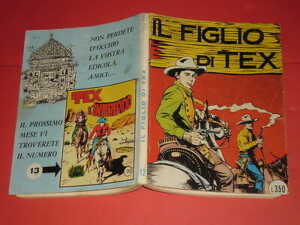 NON PERDETE
D'OCCHIO
LA VOSTRA
EDICOLA,
AMICI...
IL PROSSIMO
MESE VI
TROVERETE
IL NUMERO
13
TEX
IL FIGLIO DI TEX
IL FIGLIO
DI TEX
L. 350